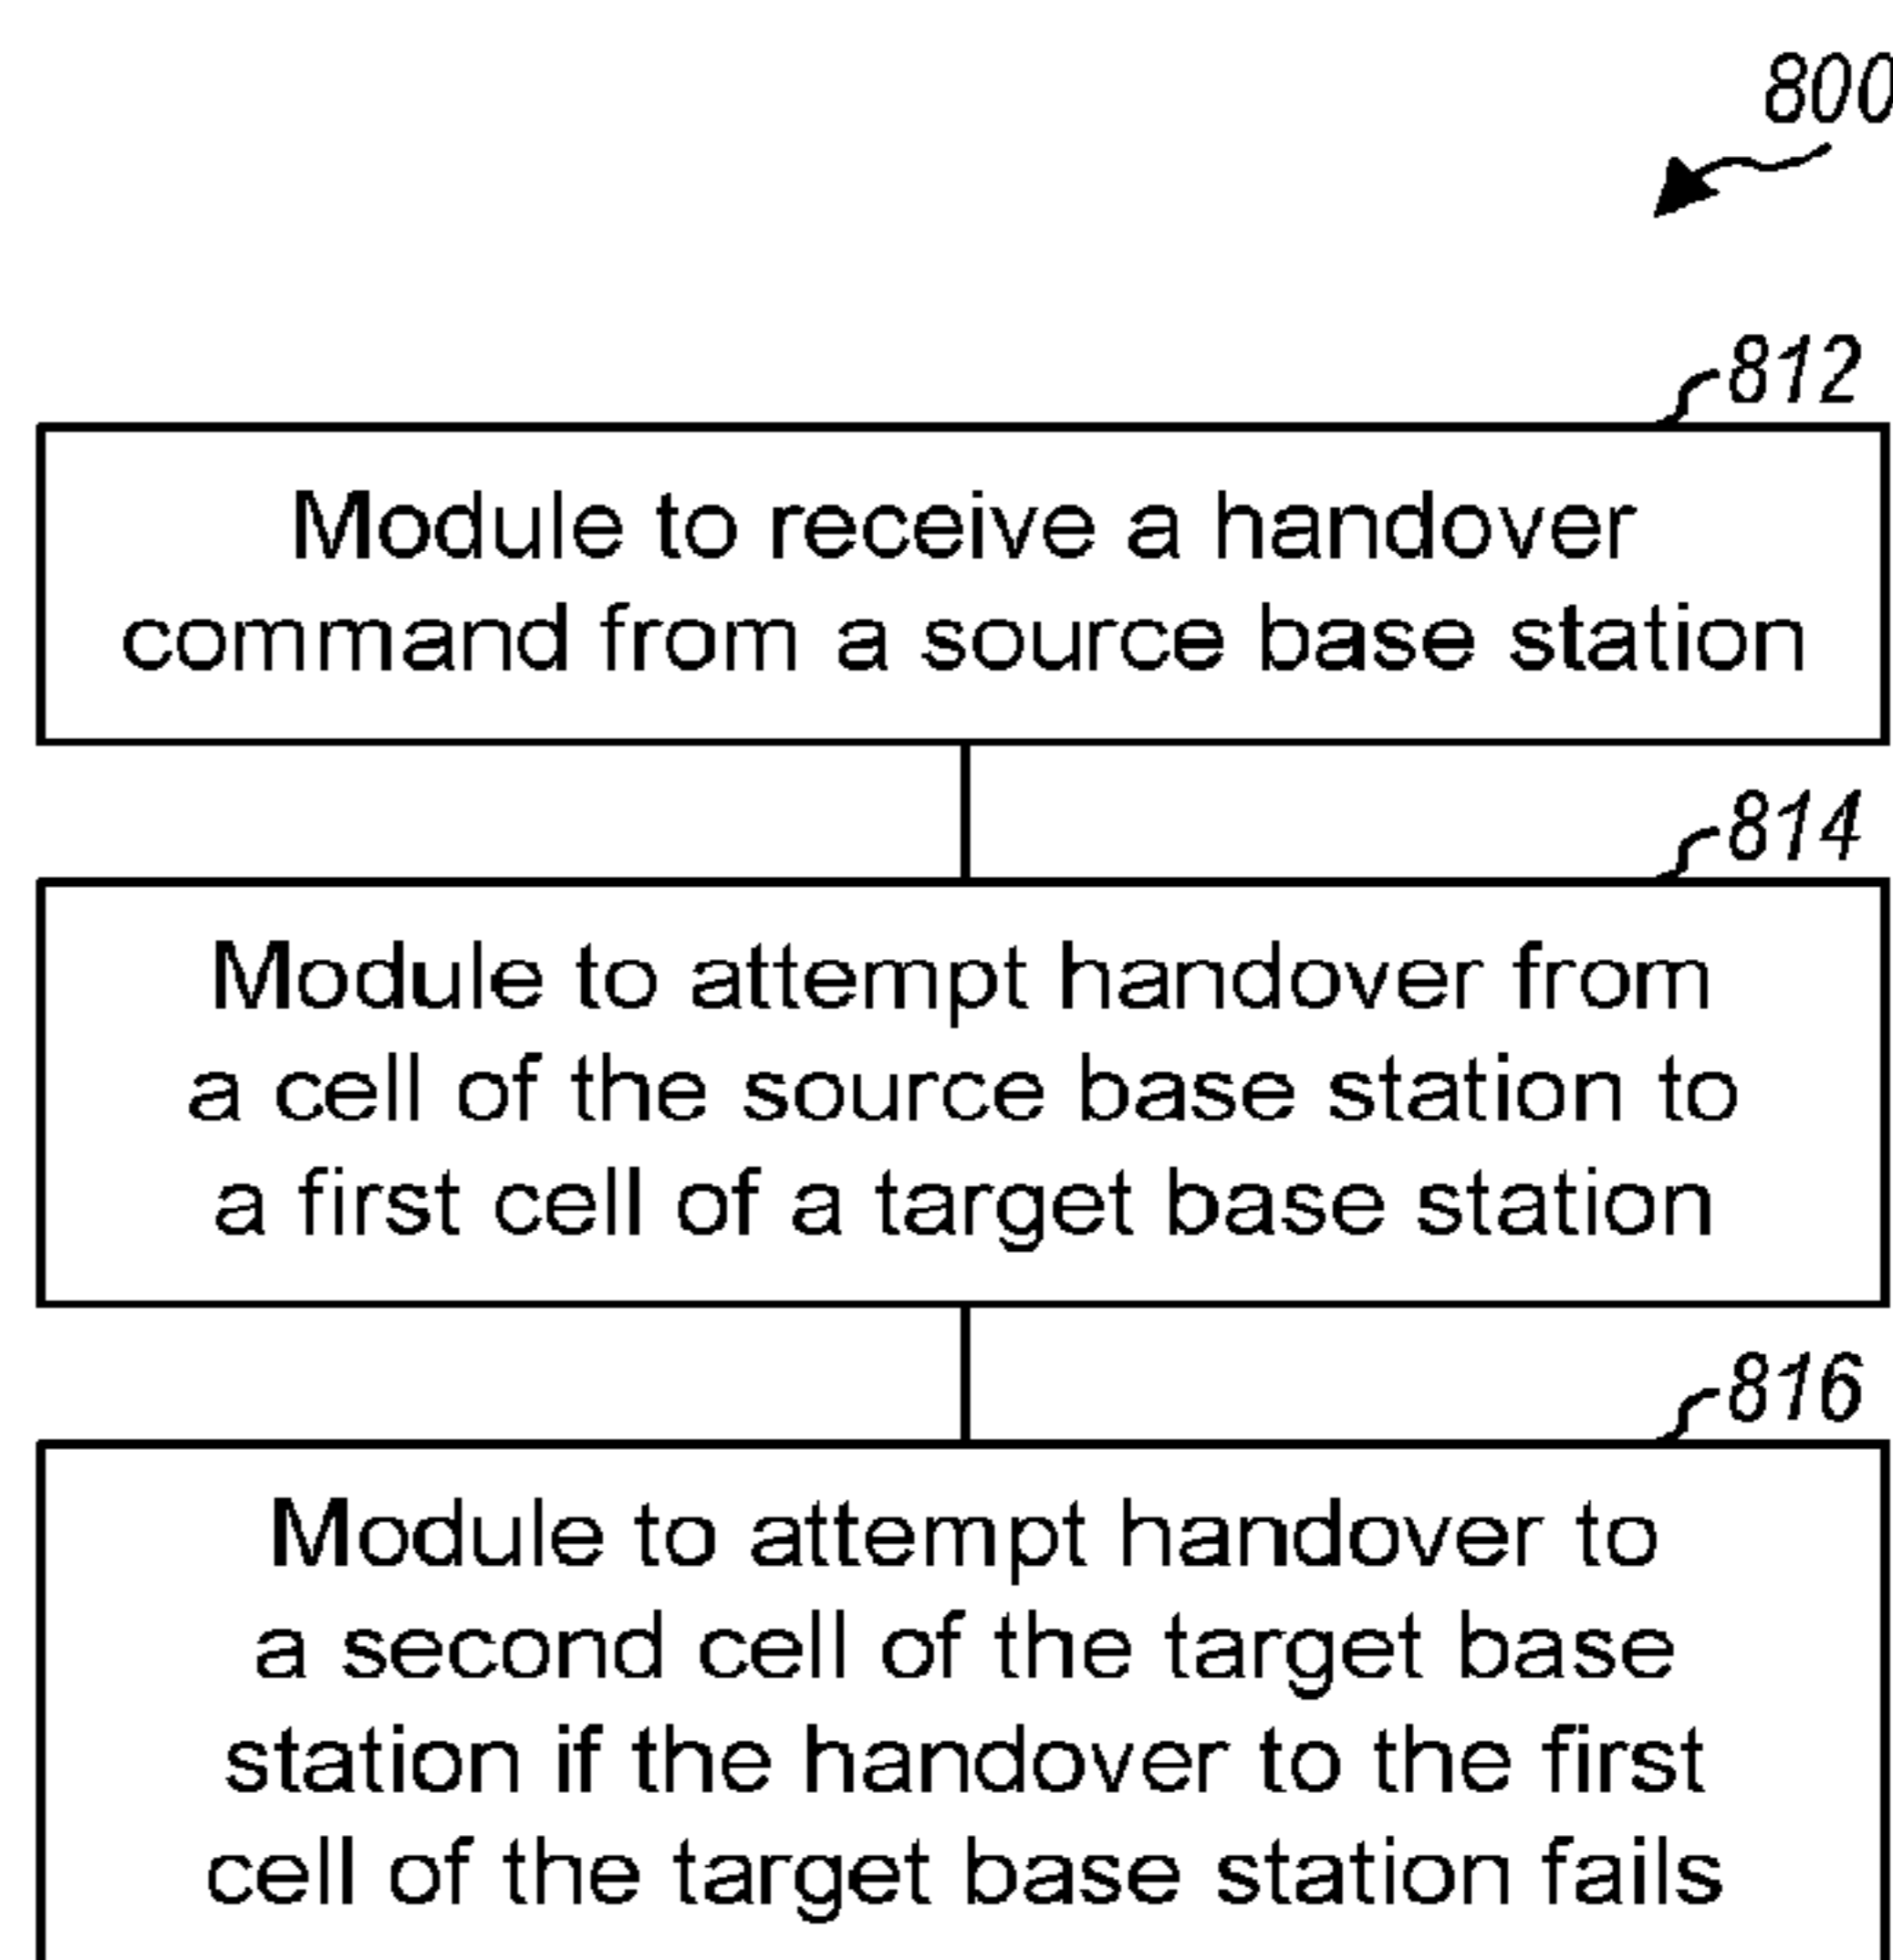 800
812
Module to receive a handover
command from a source base station
814
Module to attempt handover from
a cell of the source base station to
a first cell of a target base station
816
Module to attempt handover to
a second cell of the target base
station if the handover to the first
cell of the target base station fails